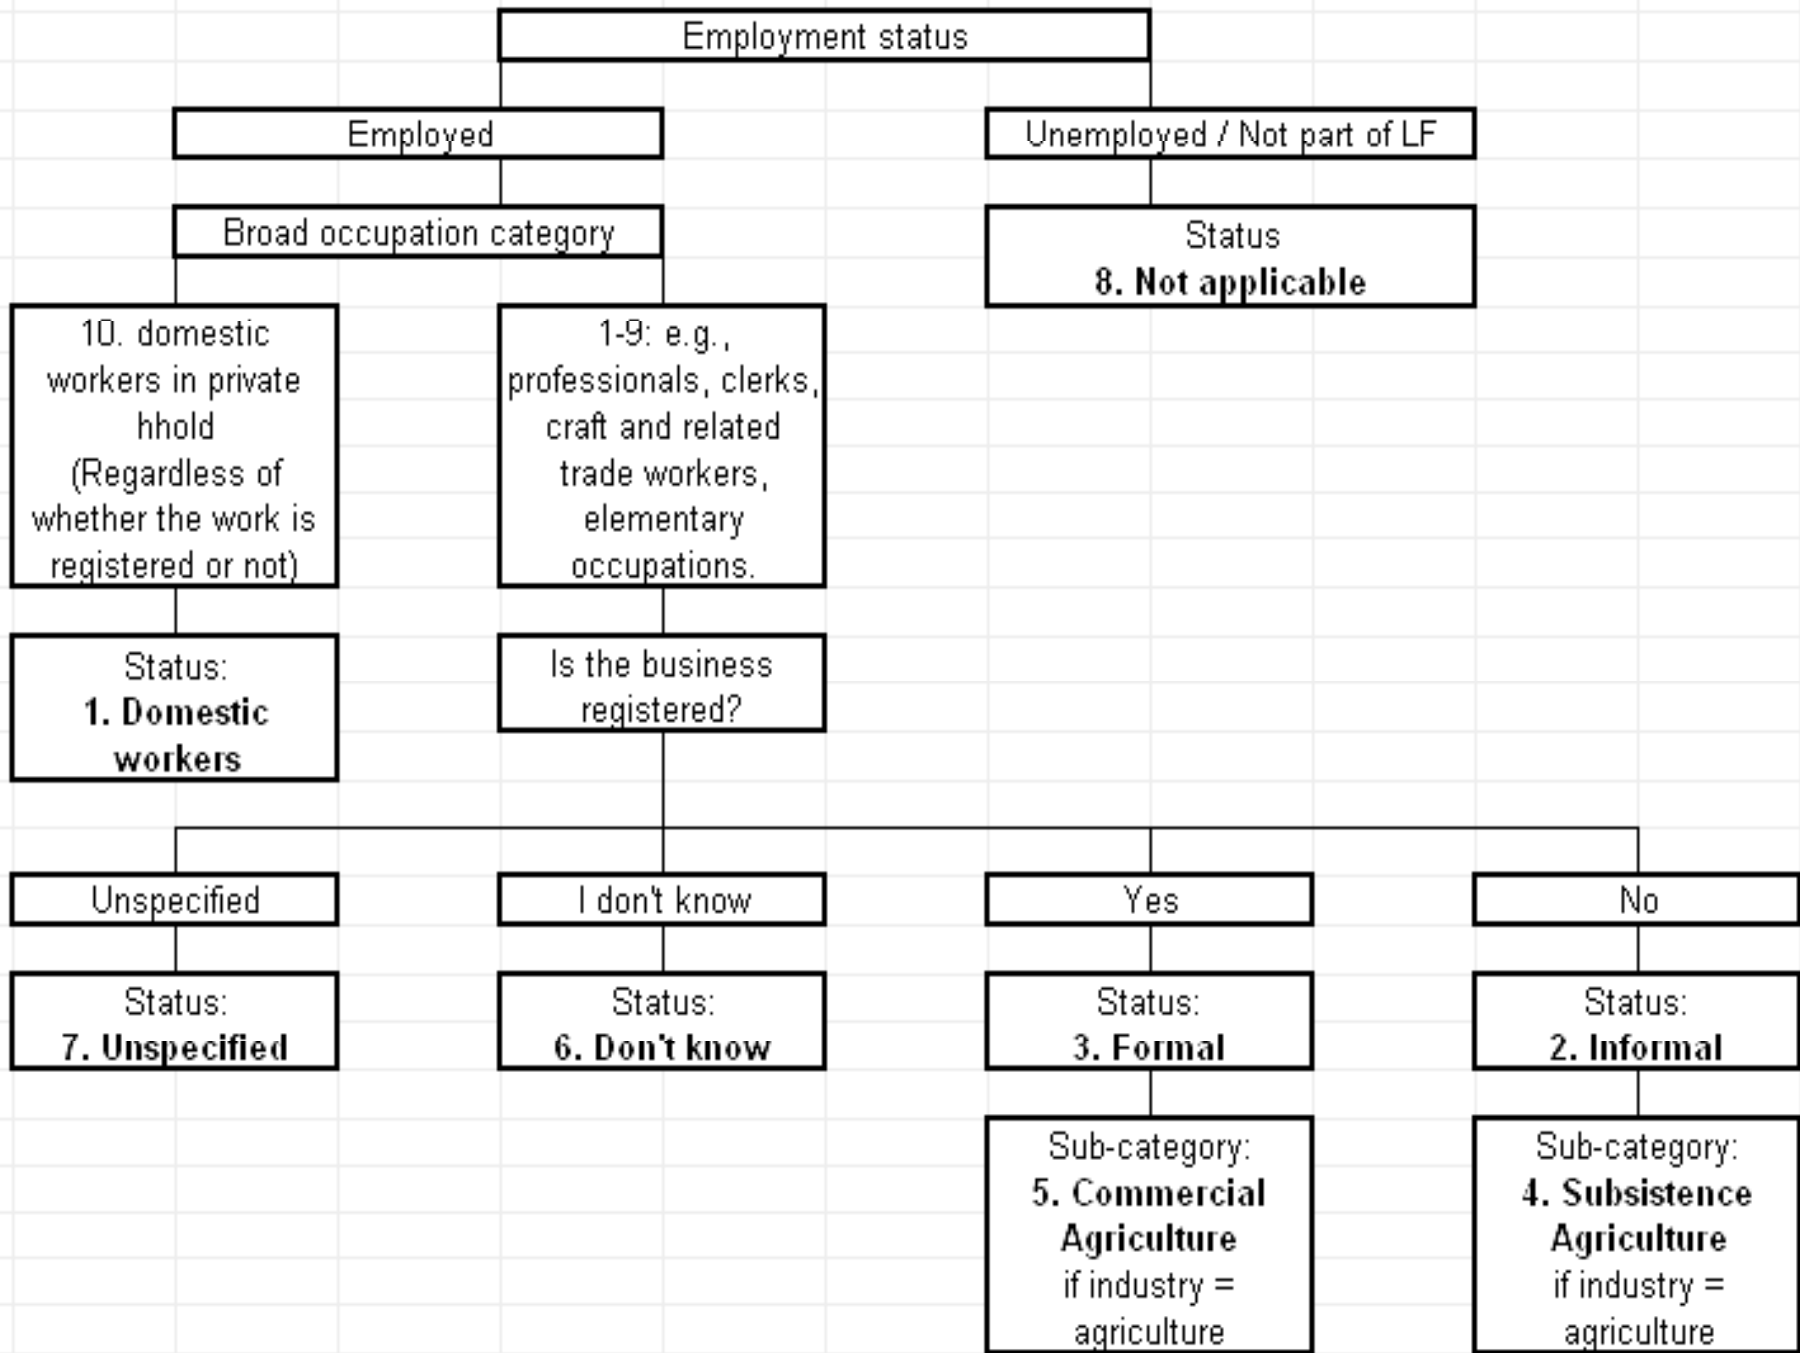 Employment status
Employed
Unemployed / Not part of LF
Broad occupation category
Status
8. Not applicable
10. domestic
workers in private
hhold
(Regardless of
whether the work is
registered or not)
1-9: e.g.,
professionals, clerks,
craft and related
trade workers,
elementary
occupations.
Status:
1. Domestic
workers
Is the business
registered?
Unspecified
I don't know
Yes
No
Status:
7. Unspecified
Status:
6. Don't know
Status:
3. Formal
Status:
2. Informal
Sub-category:
5. Commercial
Agriculture
if industry =
agriculture
Sub-category:
4. Subsistence
Agriculture
if industry =
agriculture